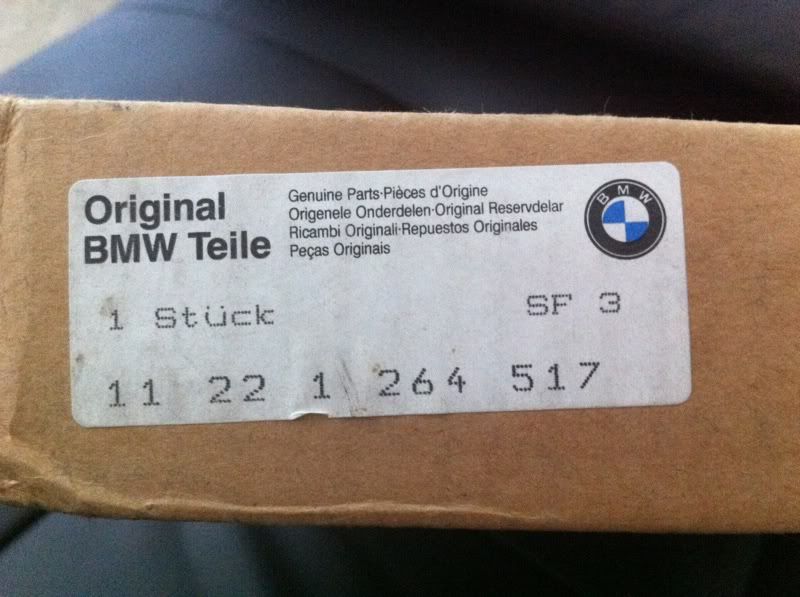 Original
BMW Teile
Genuine Parts·Pièces d'Origine
Origenele Onderdelen·Original Reservdelar
Ricambi Originali·Repuestos Originales
Peças Originais
BMW
1 Stück
SF 3
11 22 1 264 517